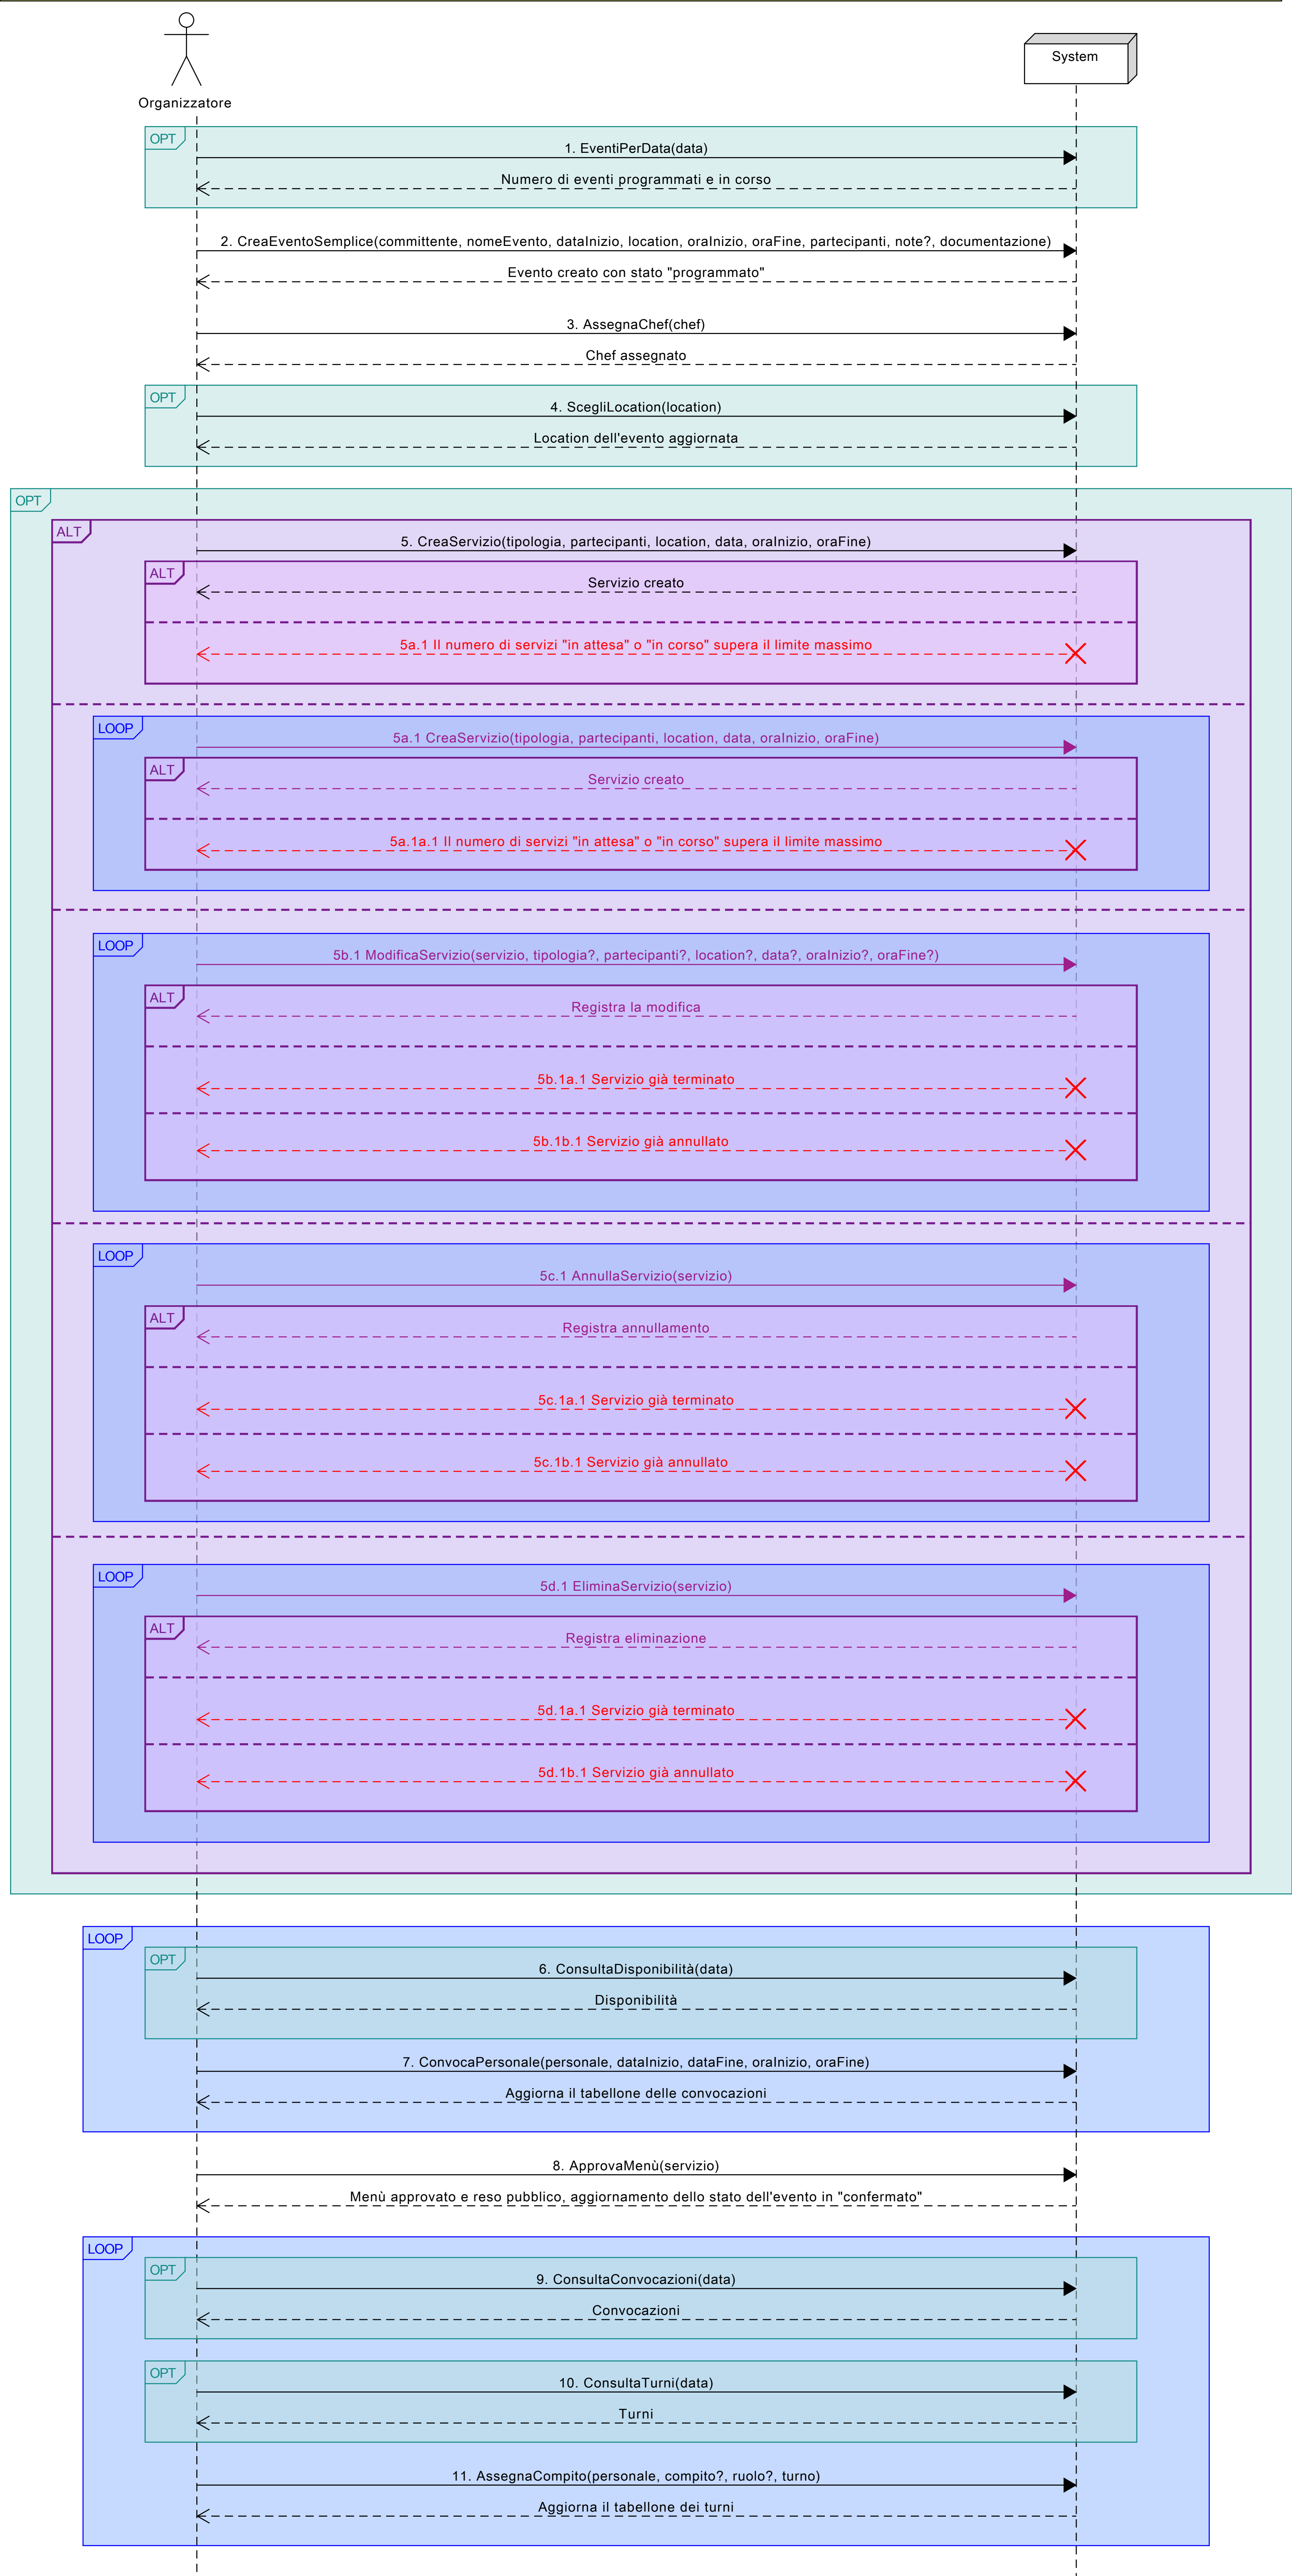 System
Organizzatore
OPT
1. EventiPerData(data)
Numero di eventi programmati e in corso
2. CreaEventoSemplice(committente, nomeEvento, dataInizio, location, oraInizio, oraFine, partecipanti, note?, documentazione)
Evento creato con stato "programmato"
3. AssegnaChef(chef)
Chef assegnato
OPT
4. ScegliLocation(location)
Location dell'evento aggiornata
OPT
ALT
5. CreaServizio(tipologia, partecipanti, location, data, oraInizio, oraFine)
ALT
Servizio creato
5a.1 Il numero di servizi "in attesa" o "in corso" supera il limite massimo
LOOP
5a.1 CreaServizio(tipologia, partecipanti, location, data, oraInizio, oraFine)
ALT
Servizio creato
5a.1a.1 Il numero di servizi "in attesa" o "in corso" supera il limite massimo
LOOP
5b.1 ModificaServizio(servizio, tipologia?, partecipanti?, location?, data?, oraInizio?, oraFine?)
ALT
Registra la modifica
5b.1a.1 Servizio già terminato
5b.1b.1 Servizio già annullato
LOOP
5c.1 AnnullaServizio(servizio)
ALT
Registra annullamento
5c.1a.1 Servizio già terminato
5c.1b.1 Servizio già annullato
LOOP
5d.1 EliminaServizio(servizio)
ALT
Registra eliminazione
5d.1a.1 Servizio già terminato
5d.1b.1 Servizio già annullato
LOOP
OPT
6. ConsultaDisponibilità(data)
Disponibilità
7. ConvocaPersonale(personale, dataInizio, dataFine, oraInizio, oraFine)
Aggiorna il tabellone delle convocazioni
8. ApprovaMenù(servizio)
Menù approvato e reso pubblico, aggiornamento dello stato dell'evento in "confermato"
LOOP
OPT
9. ConsultaConvocazioni(data)
Convocazioni
OPT
10. ConsultaTurni(data)
Turni
11. AssegnaCompito(personale, compito?, ruolo?, turno)
Aggiorna il tabellone dei turni